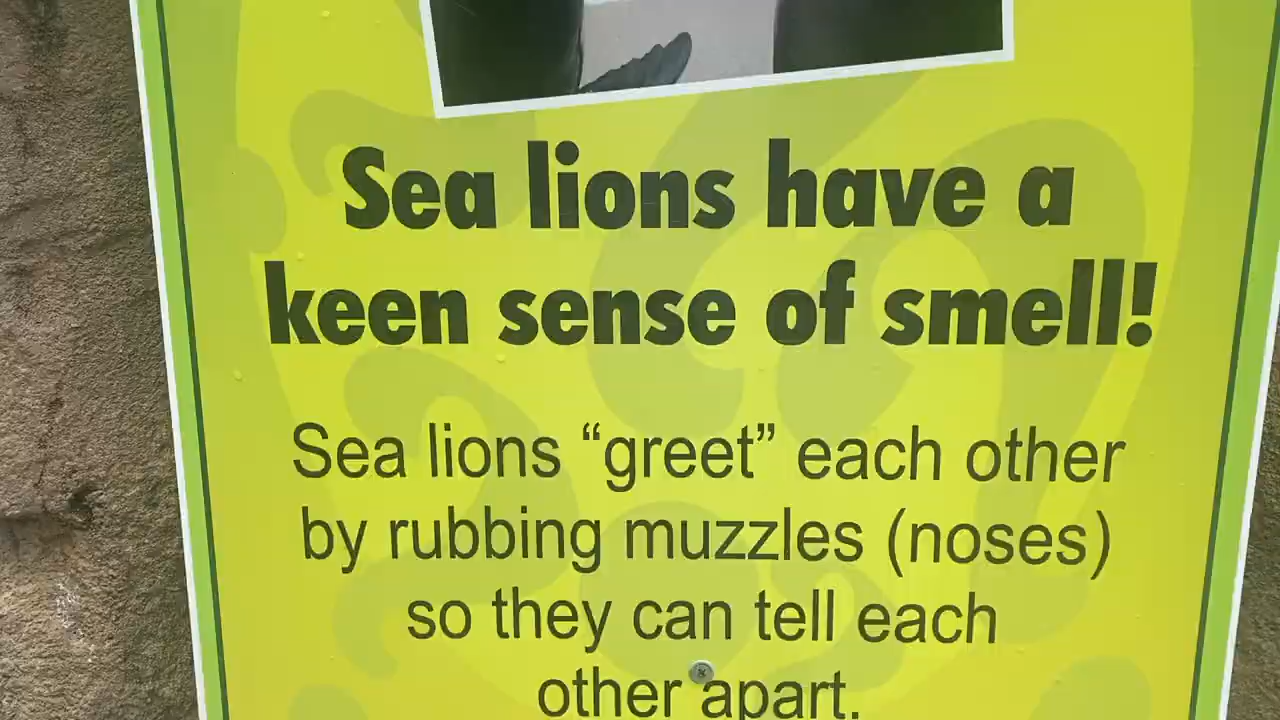 Sea lions have a
keen sense of smell!
Sea lions “greet” each other
by rubbing muzzles (noses)
so they can tell each
other apart.